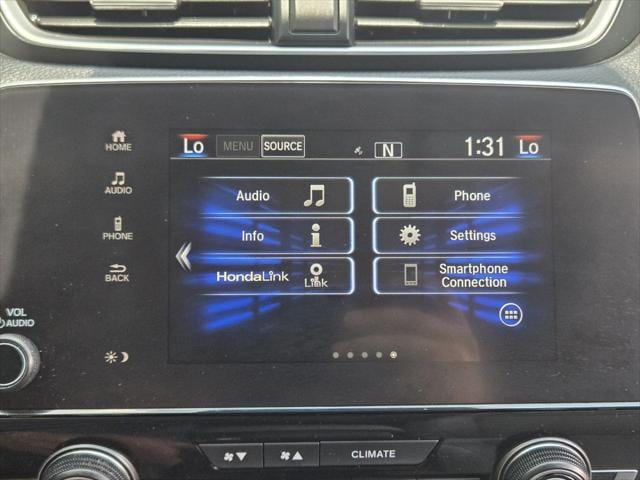 Lo MENU SOURCE N 1:31 Lo
HOME
AUDIO
PHONE
BACK
VOL
AUDIO
Audio
Phone
Info
Settings
HondaLink
Link
Smartphone
Connection
CLIMATE